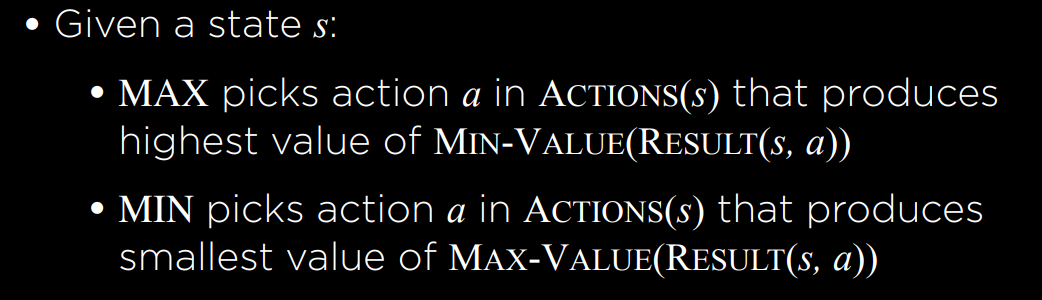 • Given a state s:
• MAX picks action a in ACTIONS(s) that produces
highest value of MIN-VALUE(RESULT(s, a))
• MIN picks action a in ACTIONS(s) that produces
smallest value of MAX-VALUE(RESULT(s, a))